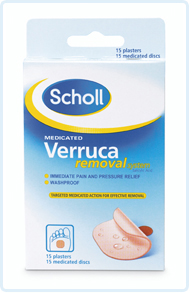 15 plasters
15 medicated discs
Scholl
MEDICATED
Verruca
removal system
IMMEDIATE PAIN AND PRESSURE RELIEF
WASHPROOF
TARGETED MEDICATED ACTION FOR EFFECTIVE REMOVAL
15 plasters
15 medicated discs